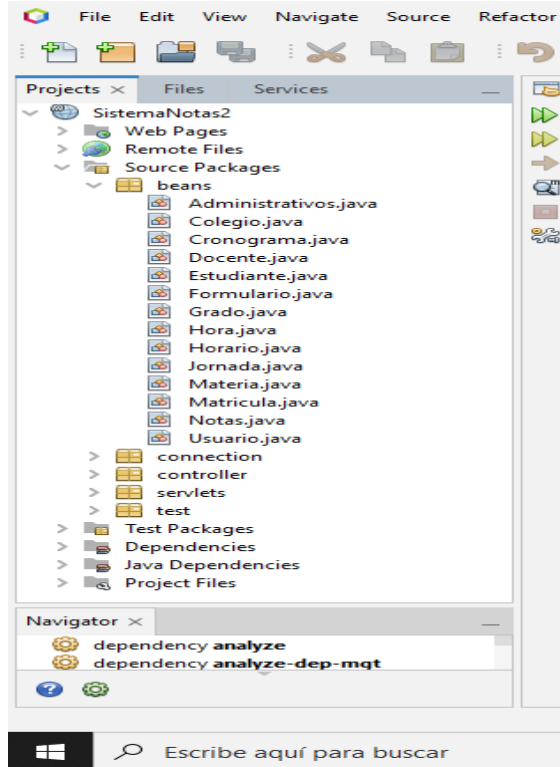 File Edit View Navigate Source Refactor
Projects Files Services
SistemaNotas2
Web Pages
Remote Files
Source Packages
beans
Administrativos.java
Colegio.java
Cronograma.java
Docente.java
Estudiante.java
Formulario.java
Grado.java
Hora.java
Horario.java
Jornada.java
Materia.java
Matricula.java
Notas.java
Usuario.java
connection
controller
servlets
test
Test Packages
Dependencies
Java Dependencies
Project Files
Navigator
dependency analyze
dependency analyze-dep-mgt
Escribe aquí para buscar